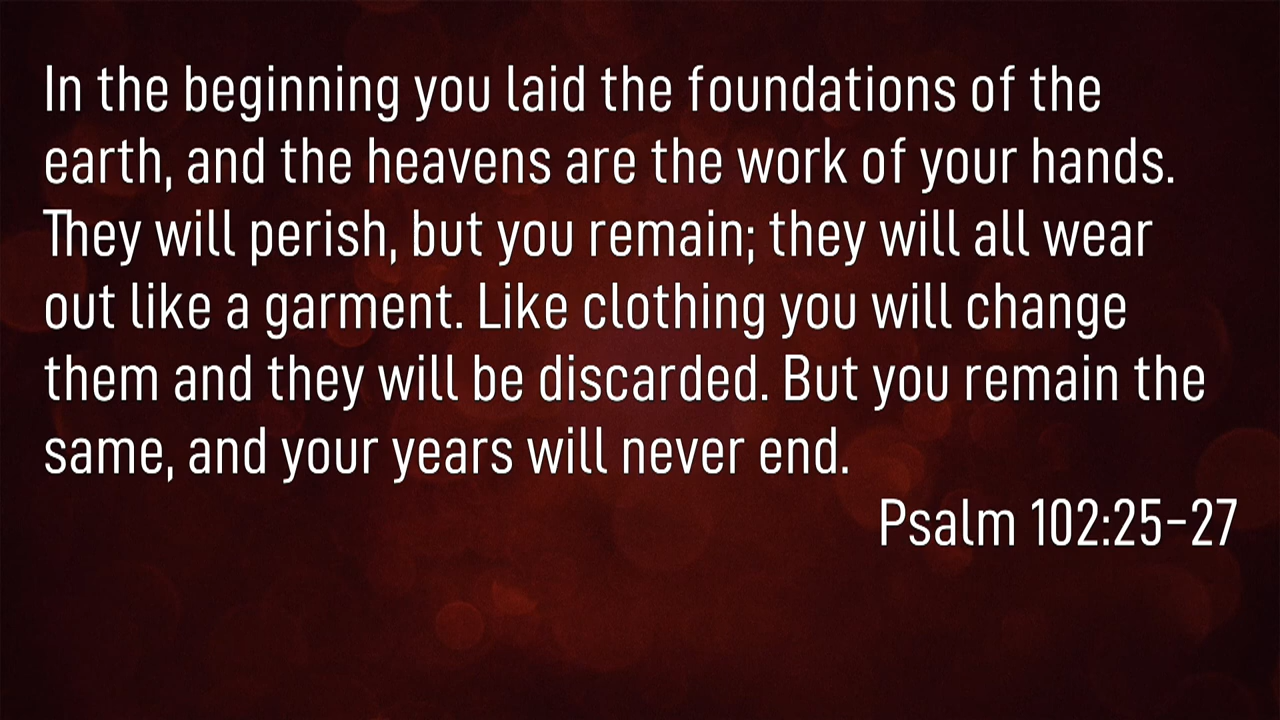 In the beginning you laid the foundations of the
earth, and the heavens are the work of your hands.
They will perish, but you remain; they will all wear
out like a garment. Like clothing you will change
them and they will be discarded. But you remain the
same, and your years will never end.
Psalm 102:25–27